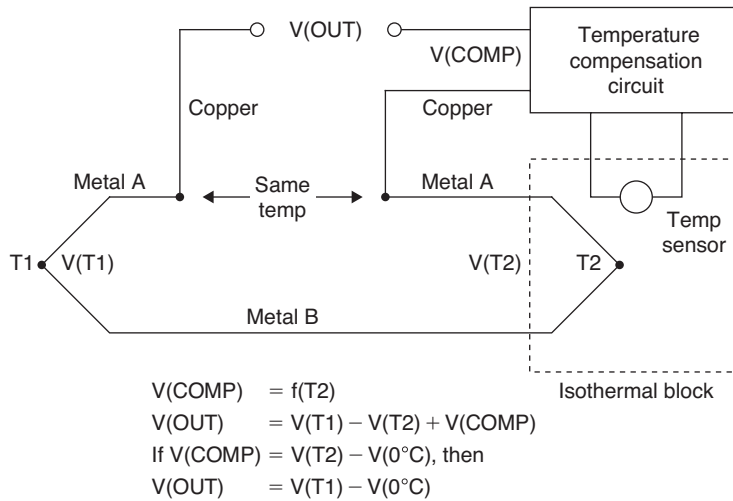 V(OUT)
V(COMP)
Temperature
compensation
circuit
Copper
Copper
Metal A
Same
temp
Metal A
Temp
sensor
T1
V(T1)
V(T2)
T2
Metal B
Isothermal block
V(COMP) = f(T2)
V(OUT) = V(T1) − V(T2) + V(COMP)
If V(COMP) = V(T2) − V(0°C), then
V(OUT) = V(T1) − V(0°C)